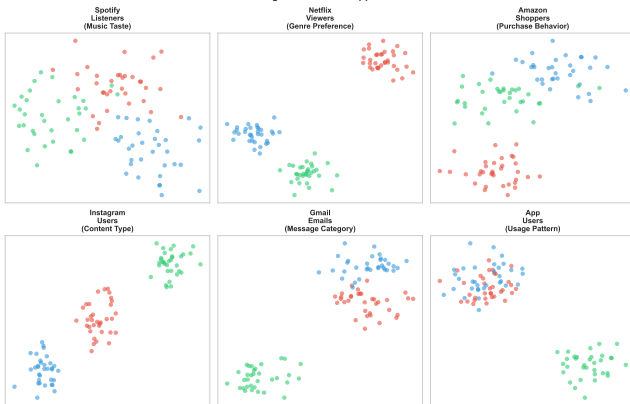 Spotify
Listeners
(Music Taste)
Netflix
Viewers
(Genre Preference)
Amazon
Shoppers
(Purchase Behavior)
Instagram
Users
(Content Type)
Gmail
Emails
(Message Category)
App
Users
(Usage Pattern)